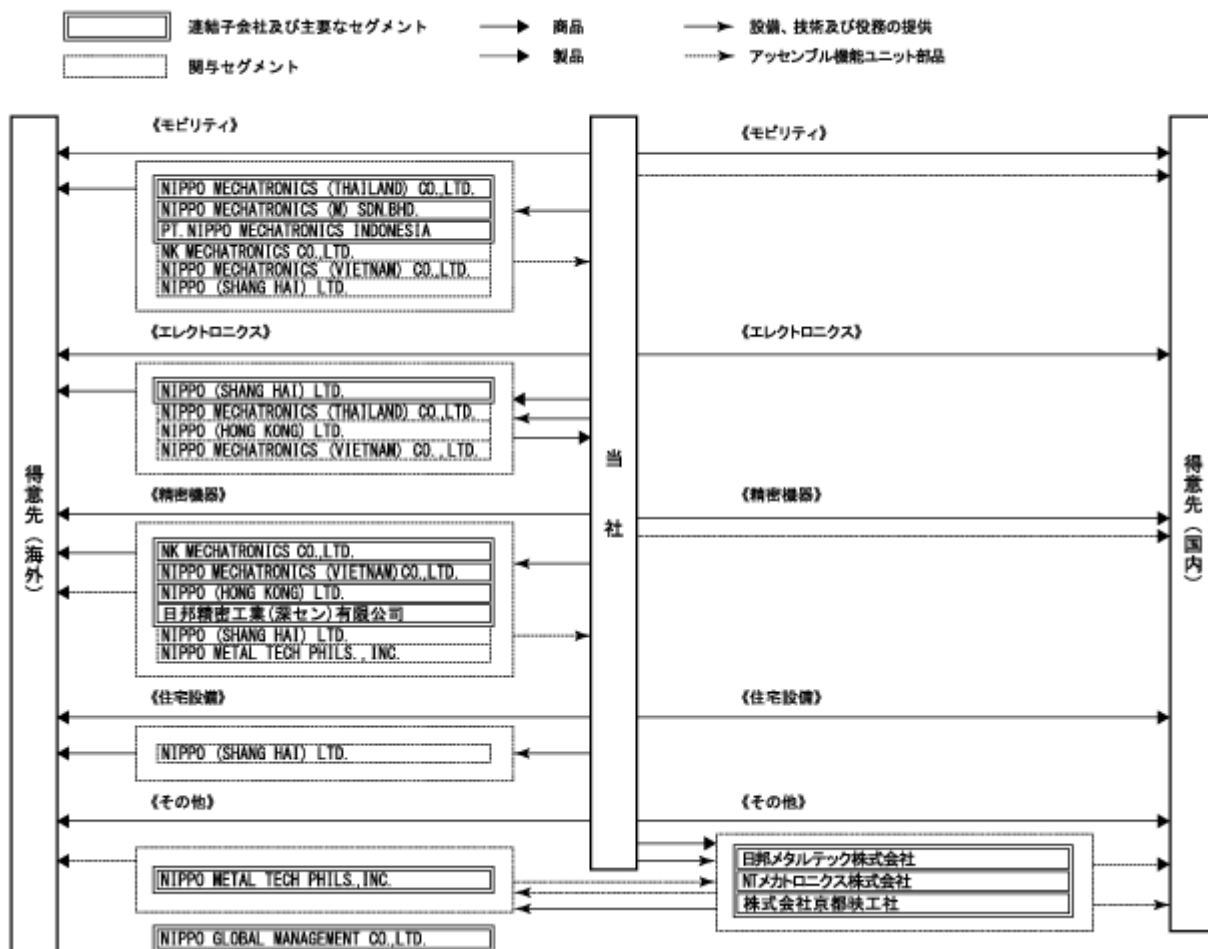 連結子会社及び主要なセグメント
商品
設備、技術及び役務の提供
関与セグメント
製品
アッセンブル機能ユニット部品
得意先（海外）
《モビリティ》
NIPPO MECHATRONICS (THAILAND) CO.,LTD.
NIPPO MECHATRONICS (M) SDN.BHD.
PT.NIPPO MECHATRONICS INDONESIA
NK MECHATRONICS CO.,LTD.
NIPPO MECHATRONICS (VIETNAM) CO.,LTD.
NIPPO (SHANG HAI) LTD.
《エレクトロニクス》
NIPPO (SHANG HAI) LTD.
NIPPO MECHATRONICS (THAILAND) CO.,LTD.
NIPPO (HONG KONG) LTD.
NIPPO MECHATRONICS (VIETNAM) CO.,LTD.
《精密機器》
NK MECHATRONICS CO.,LTD.
NIPPO MECHATRONICS (VIETNAM)CO.,LTD.
NIPPO (HONG KONG) LTD.
日邦精密工業(深セン)有限公司
NIPPO (SHANG HAI) LTD.
NIPPO METAL TECH PHILS.,INC.
《住宅設備》
NIPPO (SHANG HAI) LTD.
《その他》
NIPPO METAL TECH PHILS.,INC.
NIPPO GLOBAL MANAGEMENT CO.,LTD.
当社
《モビリティ》
《エレクトロニクス》
《精密機器》
《住宅設備》
《その他》
日邦メタルテック株式会社
NTメカトロニクス株式会社
株式会社京都映工社
得意先（国内）